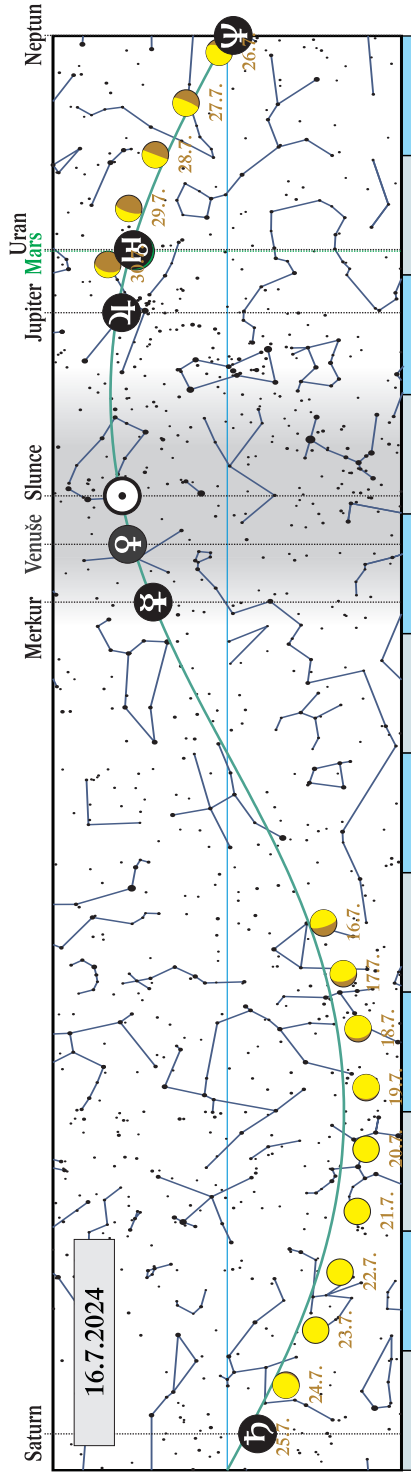 Saturn
Merkur
Venuše
Slunce
Jupiter
Mars
Uran
Neptun
16.7.2024
25.7.
24.7.
23.7.
22.7.
21.7.
20.7.
19.7.
18.7.
17.7.
16.7.
30.7.
29.7.
28.7.
27.7.
26.7.